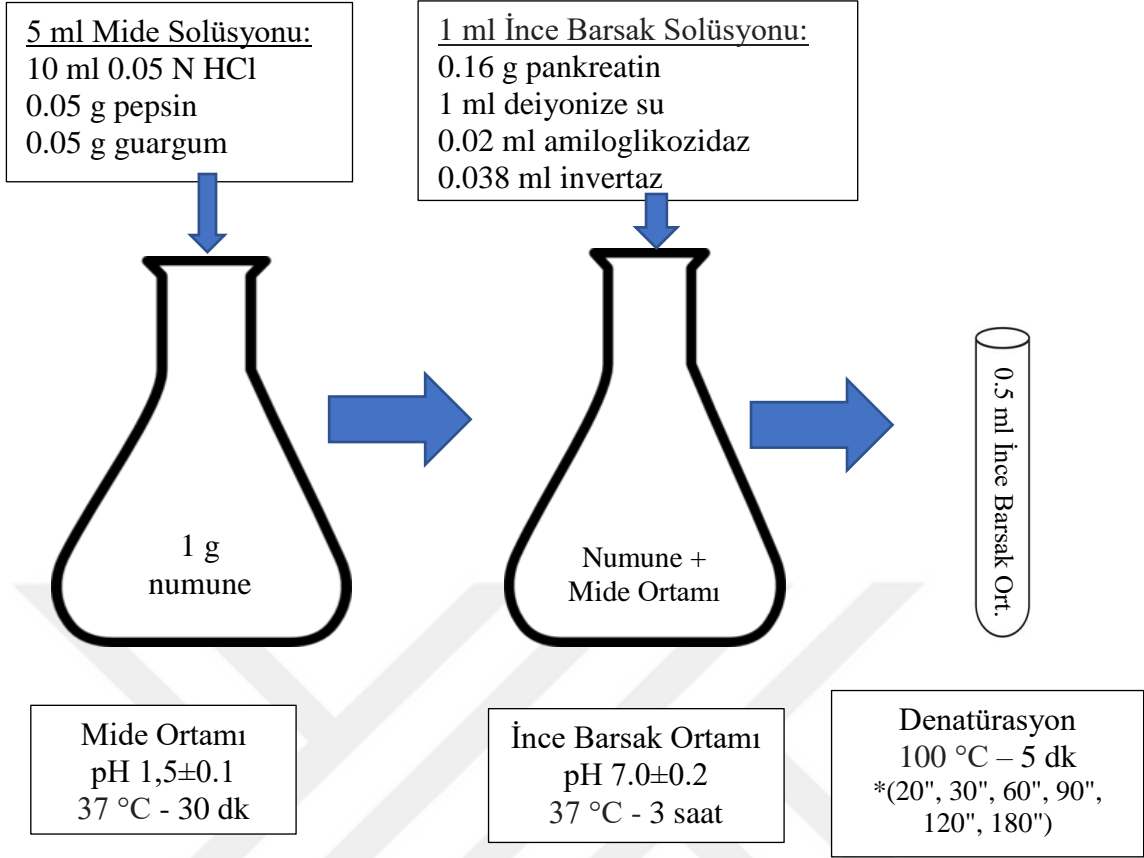 5 ml Mide Solüsyonu:
10 ml 0.05 N HCl
0.05 g pepsin
0.05 g guargum
1 ml İnce Barsak Solüsyonu:
0.16 g pankreatin
1 ml deiyonize su
0.02 ml amiloglikozidaz
0.038 ml invertaz
1 g
numune
Numune +
Mide Ortamı
0.5 ml İnce Barsak Ort.
Mide Ortamı
pH 1,5±0.1
37 °C - 30 dk
İnce Barsak Ortamı
pH 7.0±0.2
37 °C - 3 saat
Denatürasyon
100 °C – 5 dk
*(20", 30", 60", 90",
120", 180")